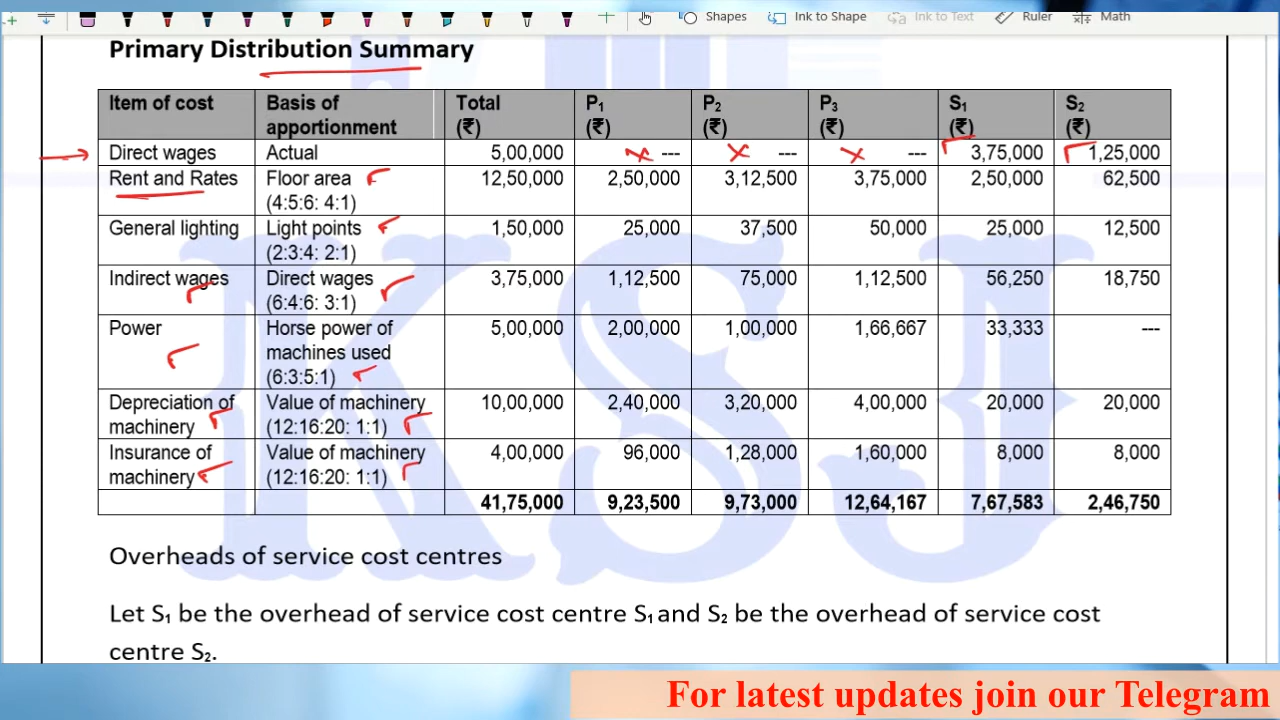 Shapes Ink to Shape Ink to Text Ruler Math
Primary Distribution Summary
Item of cost Basis of apportionment Total (₹) P₁ (₹) P₂ (₹) P₃ (₹) S₁ (₹) S₂ (₹)
Direct wages Actual 5,00,000 --- --- --- 3,75,000 1,25,000
Rent and Rates Floor area (4:5:6: 4:1) 12,50,000 2,50,000 3,12,500 3,75,000 2,50,000 62,500
General lighting Light points (2:3:4: 2:1) 1,50,000 25,000 37,500 50,000 25,000 12,500
Indirect wages Direct wages (6:4:6: 3:1) 3,75,000 1,12,500 75,000 1,12,500 56,250 18,750
Power Horse power of machines used (6:3:5:1) 5,00,000 2,00,000 1,00,000 1,66,667 33,333 ---
Depreciation of machinery Value of machinery (12:16:20: 1:1) 10,00,000 2,40,000 3,20,000 4,00,000 20,000 20,000
Insurance of machinery Value of machinery (12:16:20: 1:1) 4,00,000 96,000 1,28,000 1,60,000 8,000 8,000
41,75,000 9,23,500 9,73,000 12,64,167 7,67,583 2,46,750
Overheads of service cost centres
Let S₁ be the overhead of service cost centre S₁ and S₂ be the overhead of service cost
centre S₂.
KSJ
For latest updates join our Telegram